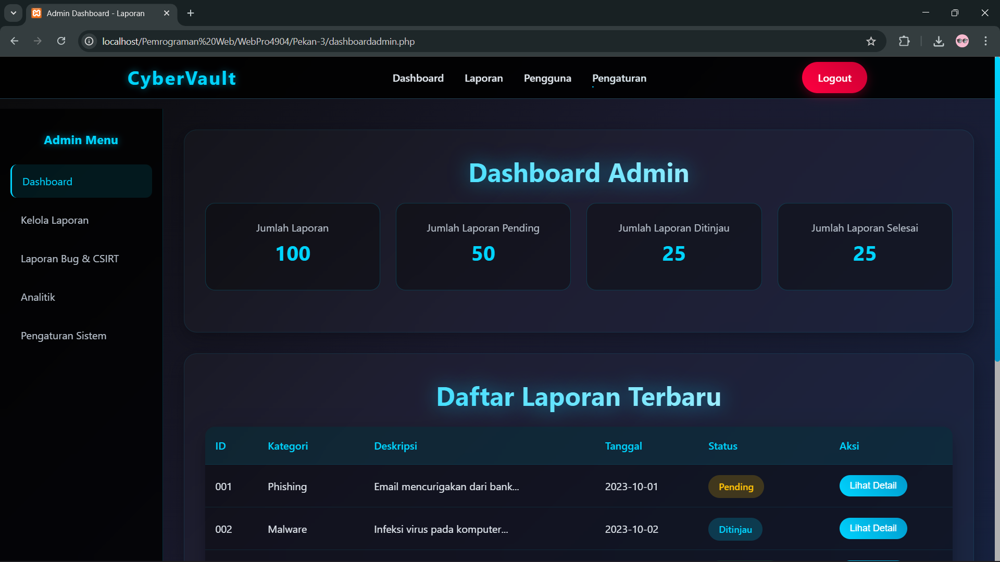 Admin Dashboard - Laporan
localhost/Pemrograman%20Web/WebPro4904/Pekan-3/dashboardadmin.php
CyberVault Dashboard Laporan Pengguna Pengaturan Logout
Admin Menu
Dashboard
Kelola Laporan
Laporan Bug & CSIRT
Analitik
Pengaturan Sistem
Dashboard Admin
Jumlah Laporan
100
Jumlah Laporan Pending
50
Jumlah Laporan Ditinjau
25
Jumlah Laporan Selesai
25
Daftar Laporan Terbaru
ID Kategori Deskripsi Tanggal Status Aksi
001 Phishing Email mencurigakan dari bank... 2023-10-01 Pending Lihat Detail
002 Malware Infeksi virus pada komputer... 2023-10-02 Ditinjau Lihat Detail